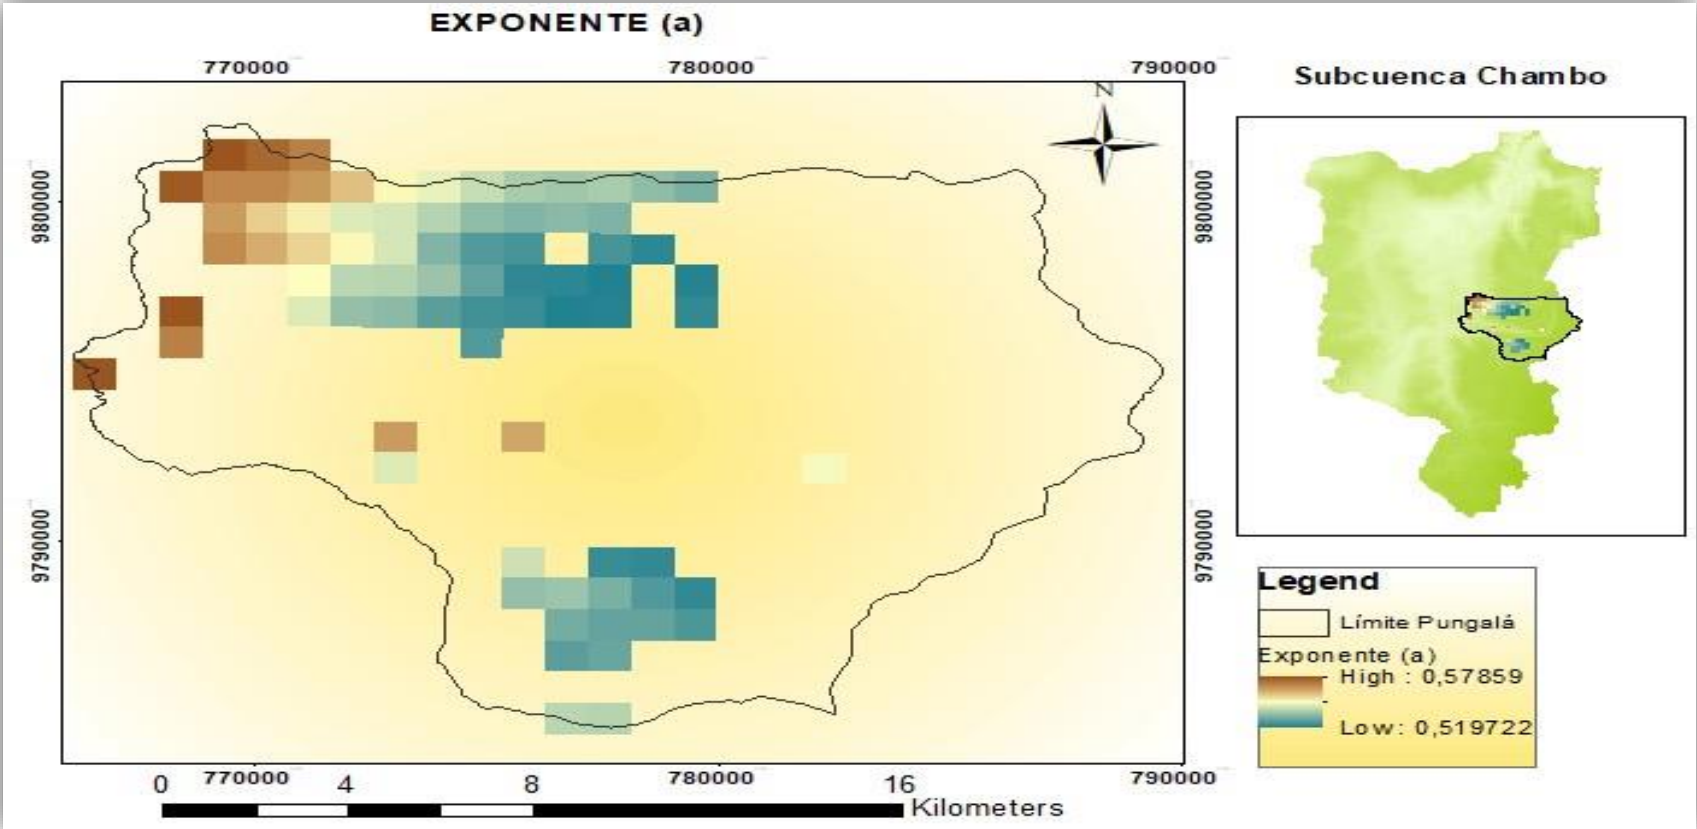 EXPONENTE (a)
770000 780000 790000
N
9800000 9800000
9790000 9790000
770000 780000 790000
0 4 8 16
Kilometers
Subcuenca Chambo
Legend
Límite Pungalá
Exponente (a)
High : 0,57859
Low: 0,519722